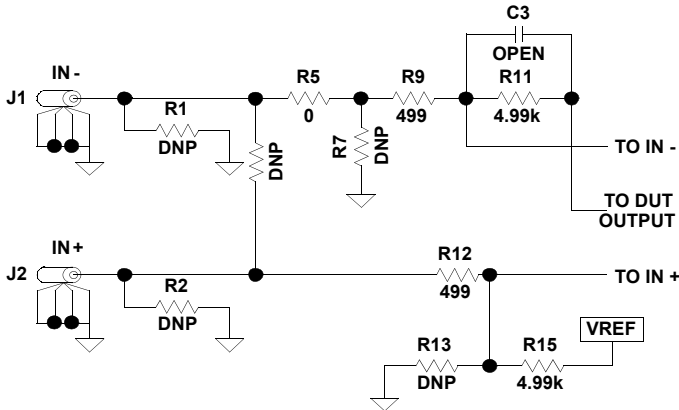 C3
OPEN
IN -
J1
R1
DNP
R5
0
R9
499
R11
4.99k
DNP
R7
DNP
TO IN -
TO DUT
OUTPUT
IN +
J2
R2
DNP
R12
499
TO IN +
VREF
R13
DNP
R15
4.99k